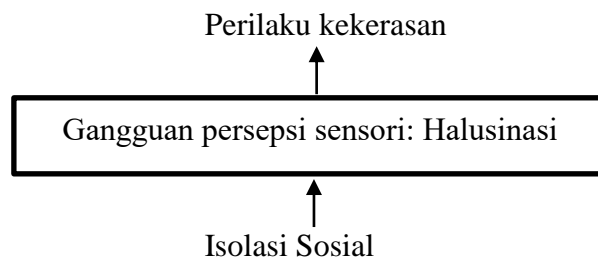 Perilaku kekerasan
Gangguan persepsi sensori: Halusinasi
Isolasi Sosial